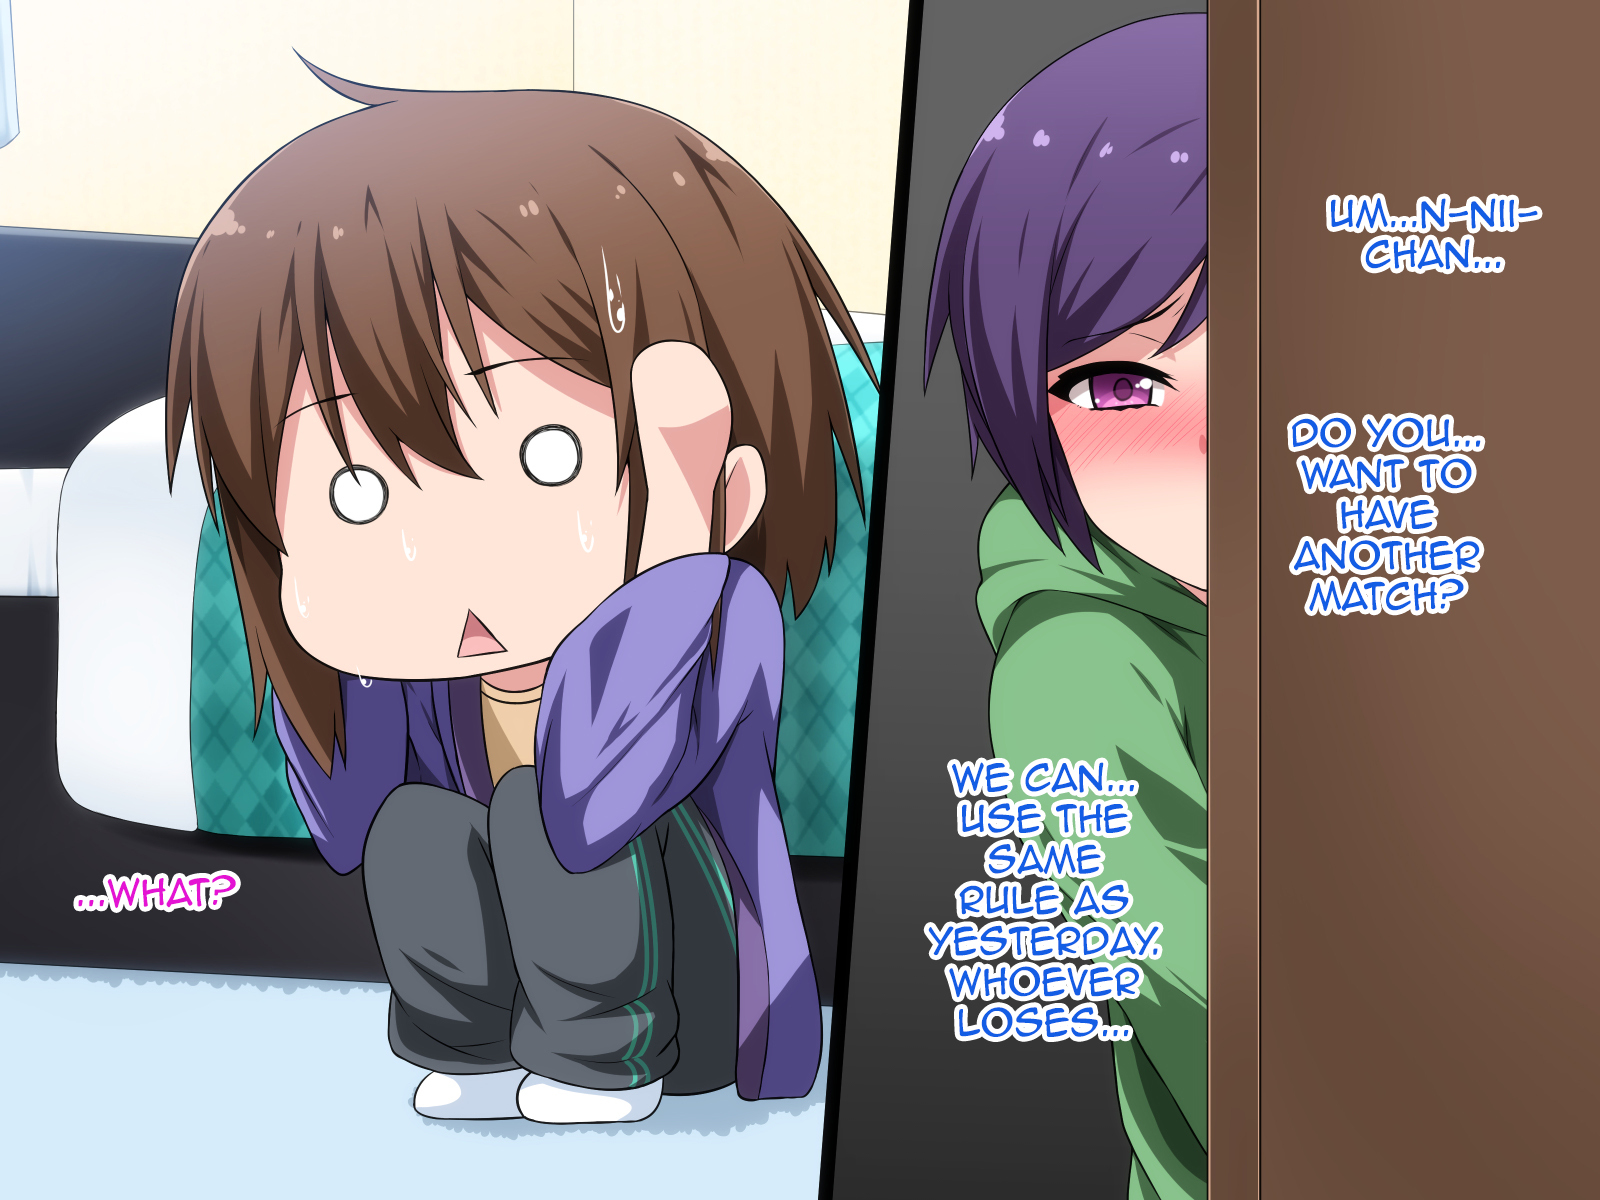 UM...N-NII-
CHAN...
DO YOU...
WANT TO
HAVE
ANOTHER
MATCH?
WE CAN...
USE THE
SAME
RULE AS
YESTERDAY.
WHOEVER
LOSES...
...WHAT?